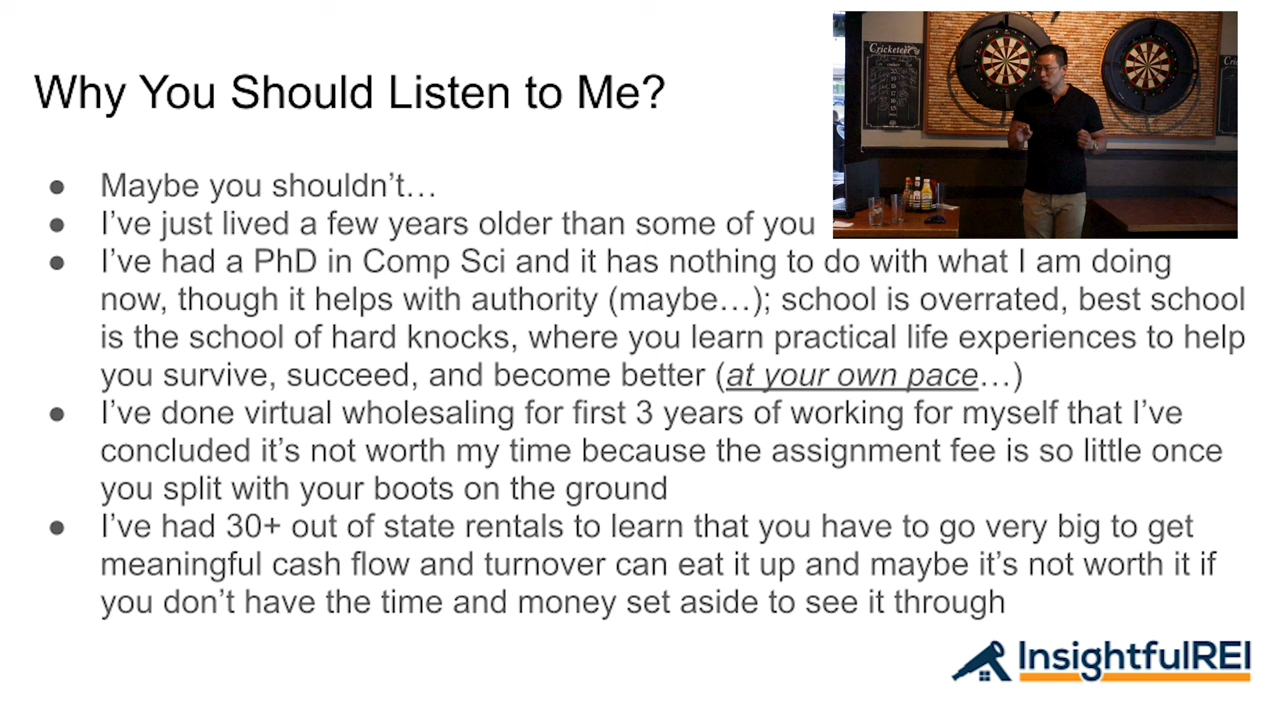 Why You Should Listen to Me?
Cricketeer
● Maybe you shouldn’t…
● I’ve just lived a few years older than some of you
● I’ve had a PhD in Comp Sci and it has nothing to do with what I am doing
now, though it helps with authority (maybe…); school is overrated, best school
is the school of hard knocks, where you learn practical life experiences to help
you survive, succeed, and become better (at your own pace…)
● I’ve done virtual wholesaling for first 3 years of working for myself that I’ve
concluded it’s not worth my time because the assignment fee is so little once
you split with your boots on the ground
● I’ve had 30+ out of state rentals to learn that you have to go very big to get
meaningful cash flow and turnover can eat it up and maybe it’s not worth it if
you don’t have the time and money set aside to see it through
InsightfulREI